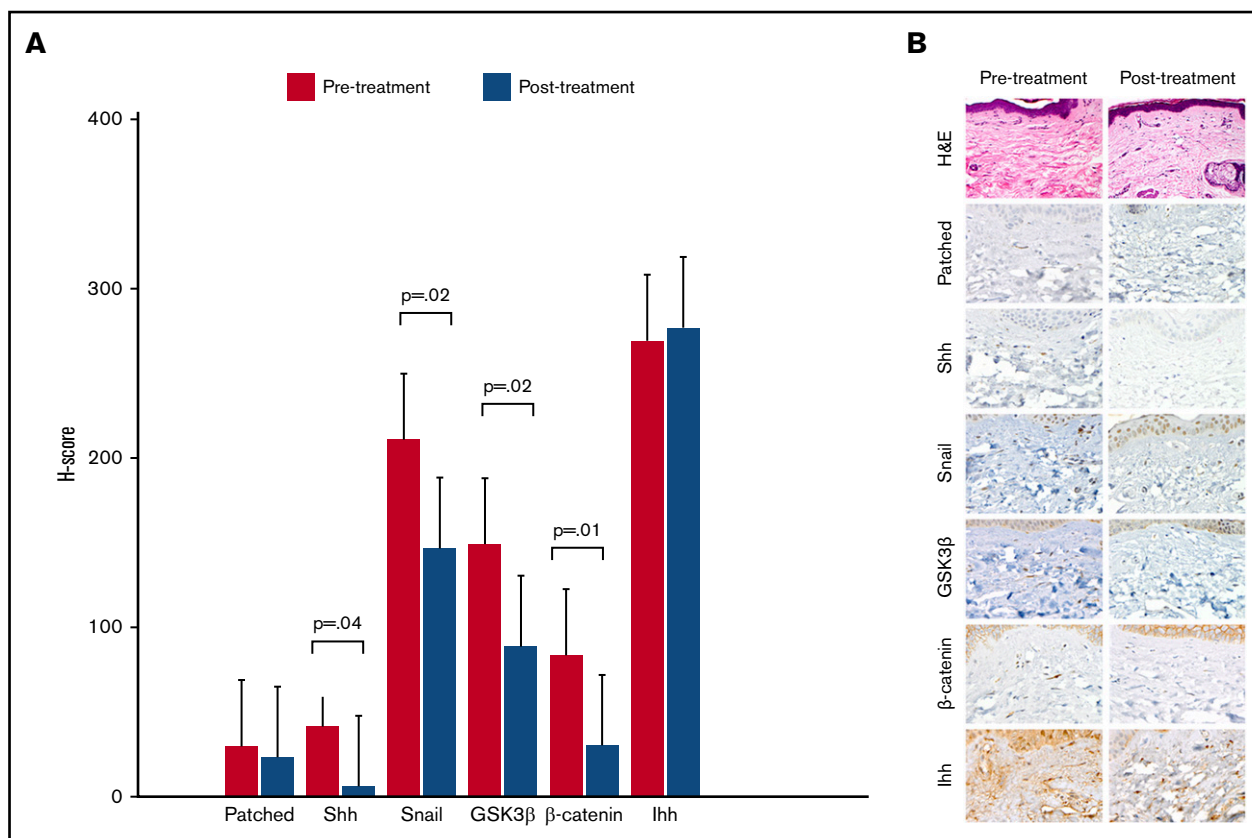 A
Pre-treatment
Post-treatment
400
300
200
100
0
H-score
p=.04
p=.02
p=.02
p=.01
Patched
Shh
Snail
GSK3β
β-catenin
Ihh
B
Pre-treatment
Post-treatment
H&E
Patched
Shh
Snail
GSK3β
β-catenin
Ihh